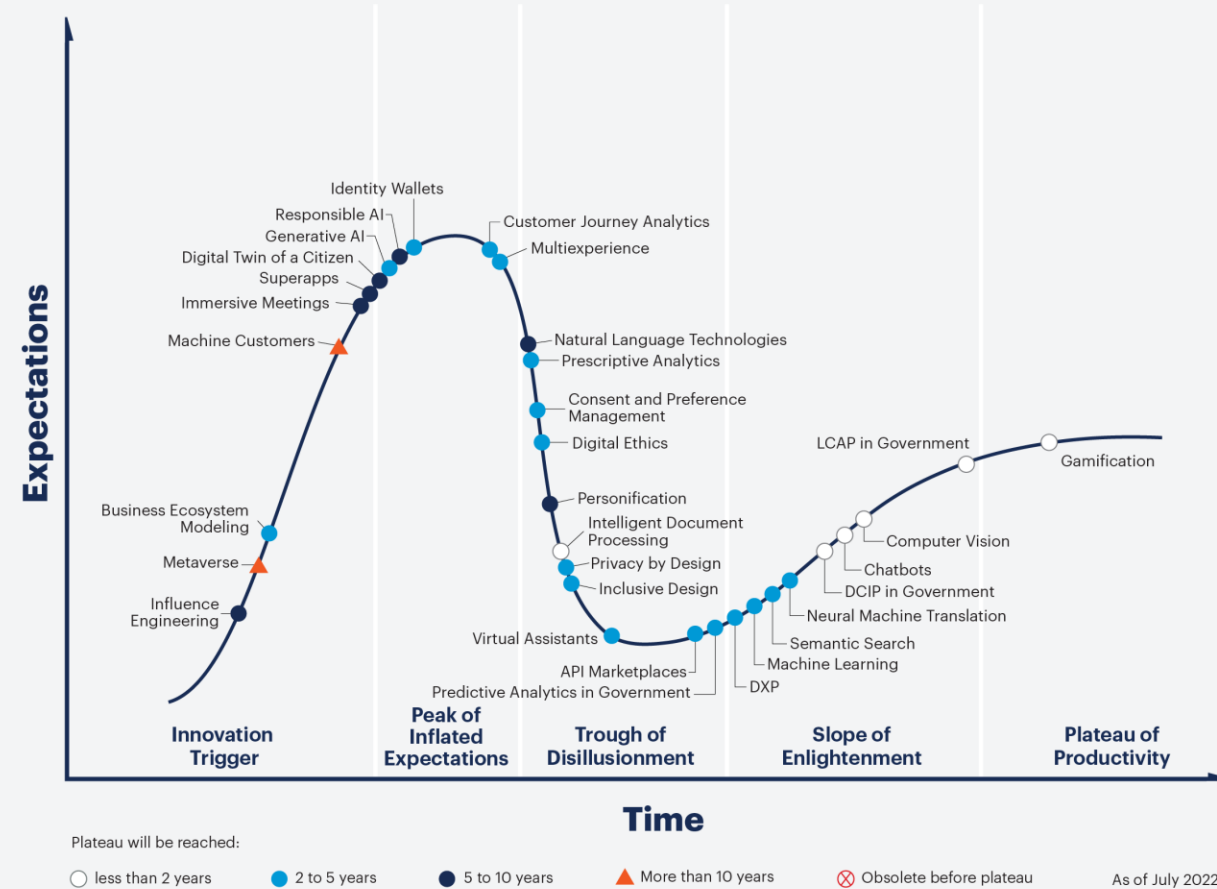 Expectations
Identity Wallets
Responsible AI
Generative AI
Digital Twin of a Citizen
Superapps
Immersive Meetings
Machine Customers
Business Ecosystem
Modeling
Metaverse
Influence
Engineering
Customer Journey Analytics
Multiexperience
Natural Language Technologies
Prescriptive Analytics
Consent and Preference
Management
Digital Ethics
Personification
Intelligent Document
Processing
Privacy by Design
Inclusive Design
Virtual Assistants
API Marketplaces
Predictive Analytics in Government
DXP
Machine Learning
Semantic Search
Neural Machine Translation
DCIP in Government
Chatbots
Computer Vision
LCAP in Government
Gamification
Innovation
Trigger
Peak of
Inflated
Expectations
Trough of
Disillusionment
Slope of
Enlightenment
Plateau of
Productivity
Time
Plateau will be reached:
less than 2 years
2 to 5 years
5 to 10 years
More than 10 years
Obsolete before plateau
As of July 2022